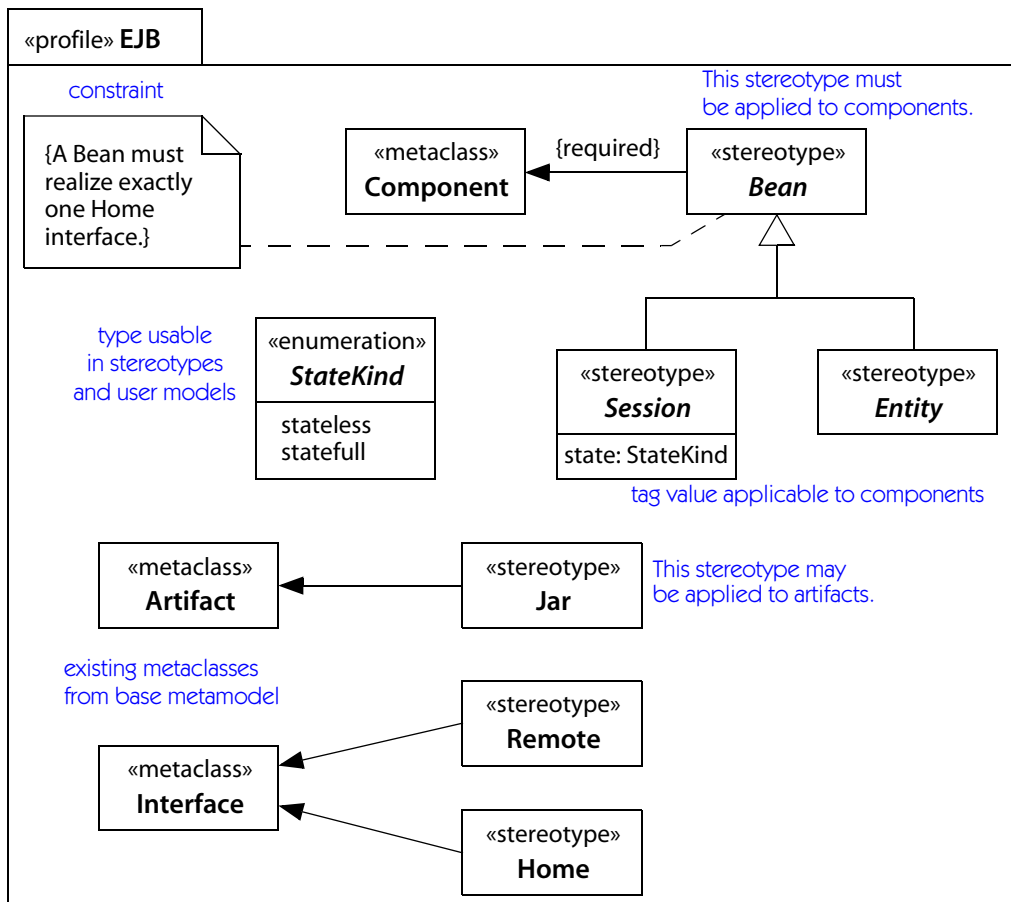 «profile» EJB
constraint
This stereotype must
be applied to components.
{A Bean must
realize exactly
one Home
interface.}
«metaclass»
Component
{required}
«stereotype»
Bean
type usable
in stereotypes
and user models
«enumeration»
StateKind
stateless
statefull
«stereotype»
Session
state: StateKind
«stereotype»
Entity
tag value applicable to components
«metaclass»
Artifact
«stereotype»
Jar
This stereotype may
be applied to artifacts.
existing metaclasses
from base metamodel
«stereotype»
Remote
«metaclass»
Interface
«stereotype»
Home